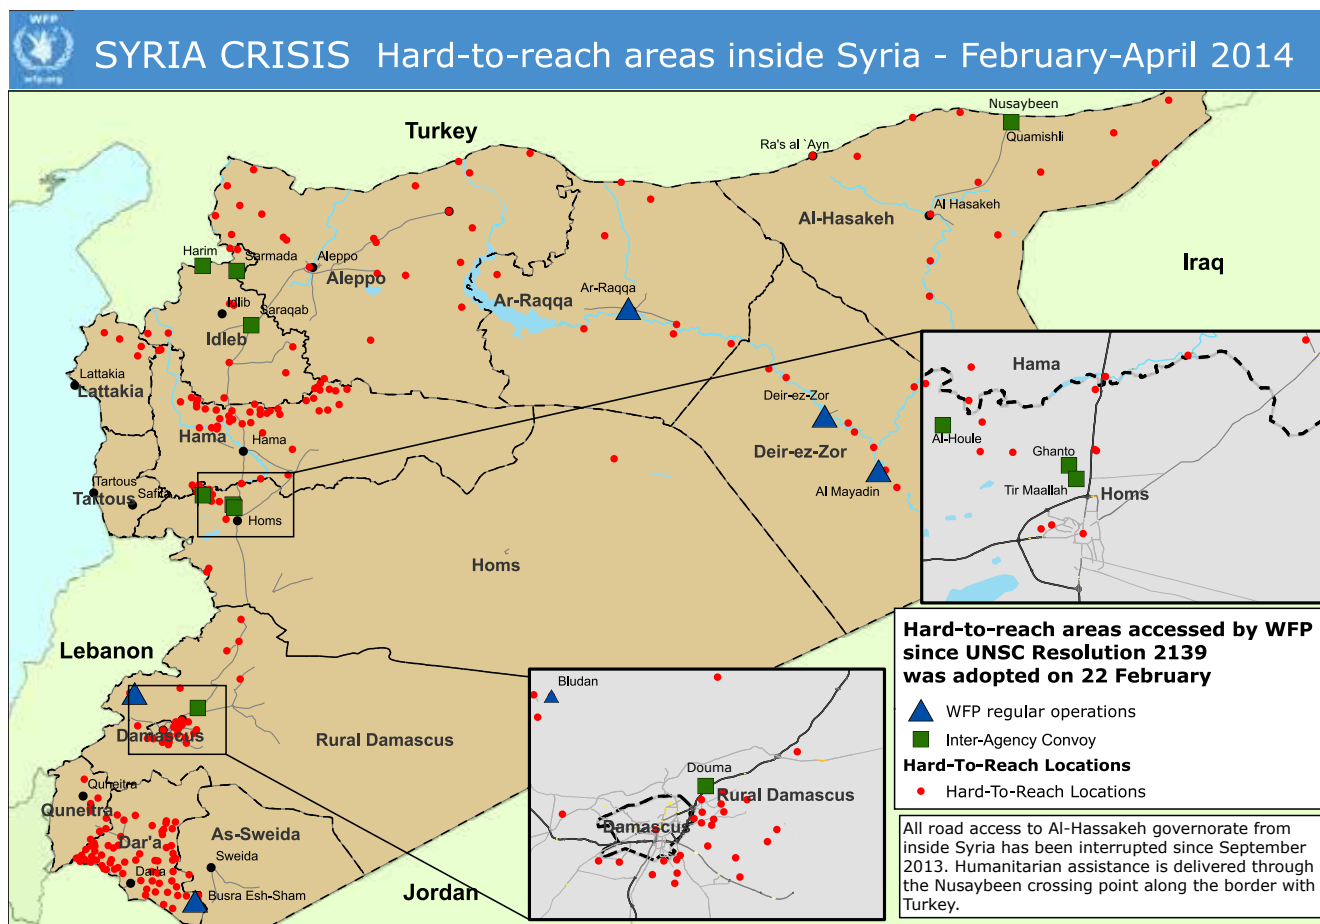 WFP
wfp.org
SYRIA CRISIS Hard-to-reach areas inside Syria - February-April 2014
Turkey
Nusaybeen
Quamishli
Ra's al `Ayn
Al Hasakeh
Al-Hasakeh
Iraq
Harim
Sarmada
Aleppo
Aleppo
Ar-Raqqa
Ar-Raqqa
Idlib
Saraqab
Idleb
Lattakia
Lattakia
Hama
Hama
Deir-ez-Zor
Deir-ez-Zor
Al Mayadin
Tartous
Tartous
Safita
Homs
Homs
Hama
Al-Houle
Ghanto
Tir Maallah
Homs
Lebanon
Damascus
Rural Damascus
Quneitra
Quneitra
Dar'a
Dar'a
As-Sweida
Sweida
Busra Esh-Sham
Jordan
Bludan
Douma
Rural Damascus
Damascus
Hard-to-reach areas accessed by WFP
since UNSC Resolution 2139
was adopted on 22 February
WFP regular operations
Inter-Agency Convoy
Hard-To-Reach Locations
Hard-To-Reach Locations
All road access to Al-Hassakeh governorate from
inside Syria has been interrupted since September
2013. Humanitarian assistance is delivered through
the Nusaybeen crossing point along the border with
Turkey.